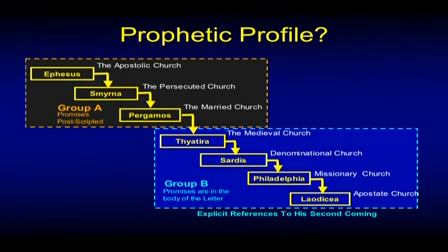 Prophetic Profile?
The Apostolic Church
Ephesus
The Persecuted Church
Smyrna
Group A
Promises
Post-Scripted
The Married Church
Pergamos
The Medieval Church
Thyatira
Denominational Church
Sardis
Missionary Church
Philadelphia
Group B
Promises are in the
body of the Letter
Apostate Church
Laodicea
Explicit References To His Second Coming